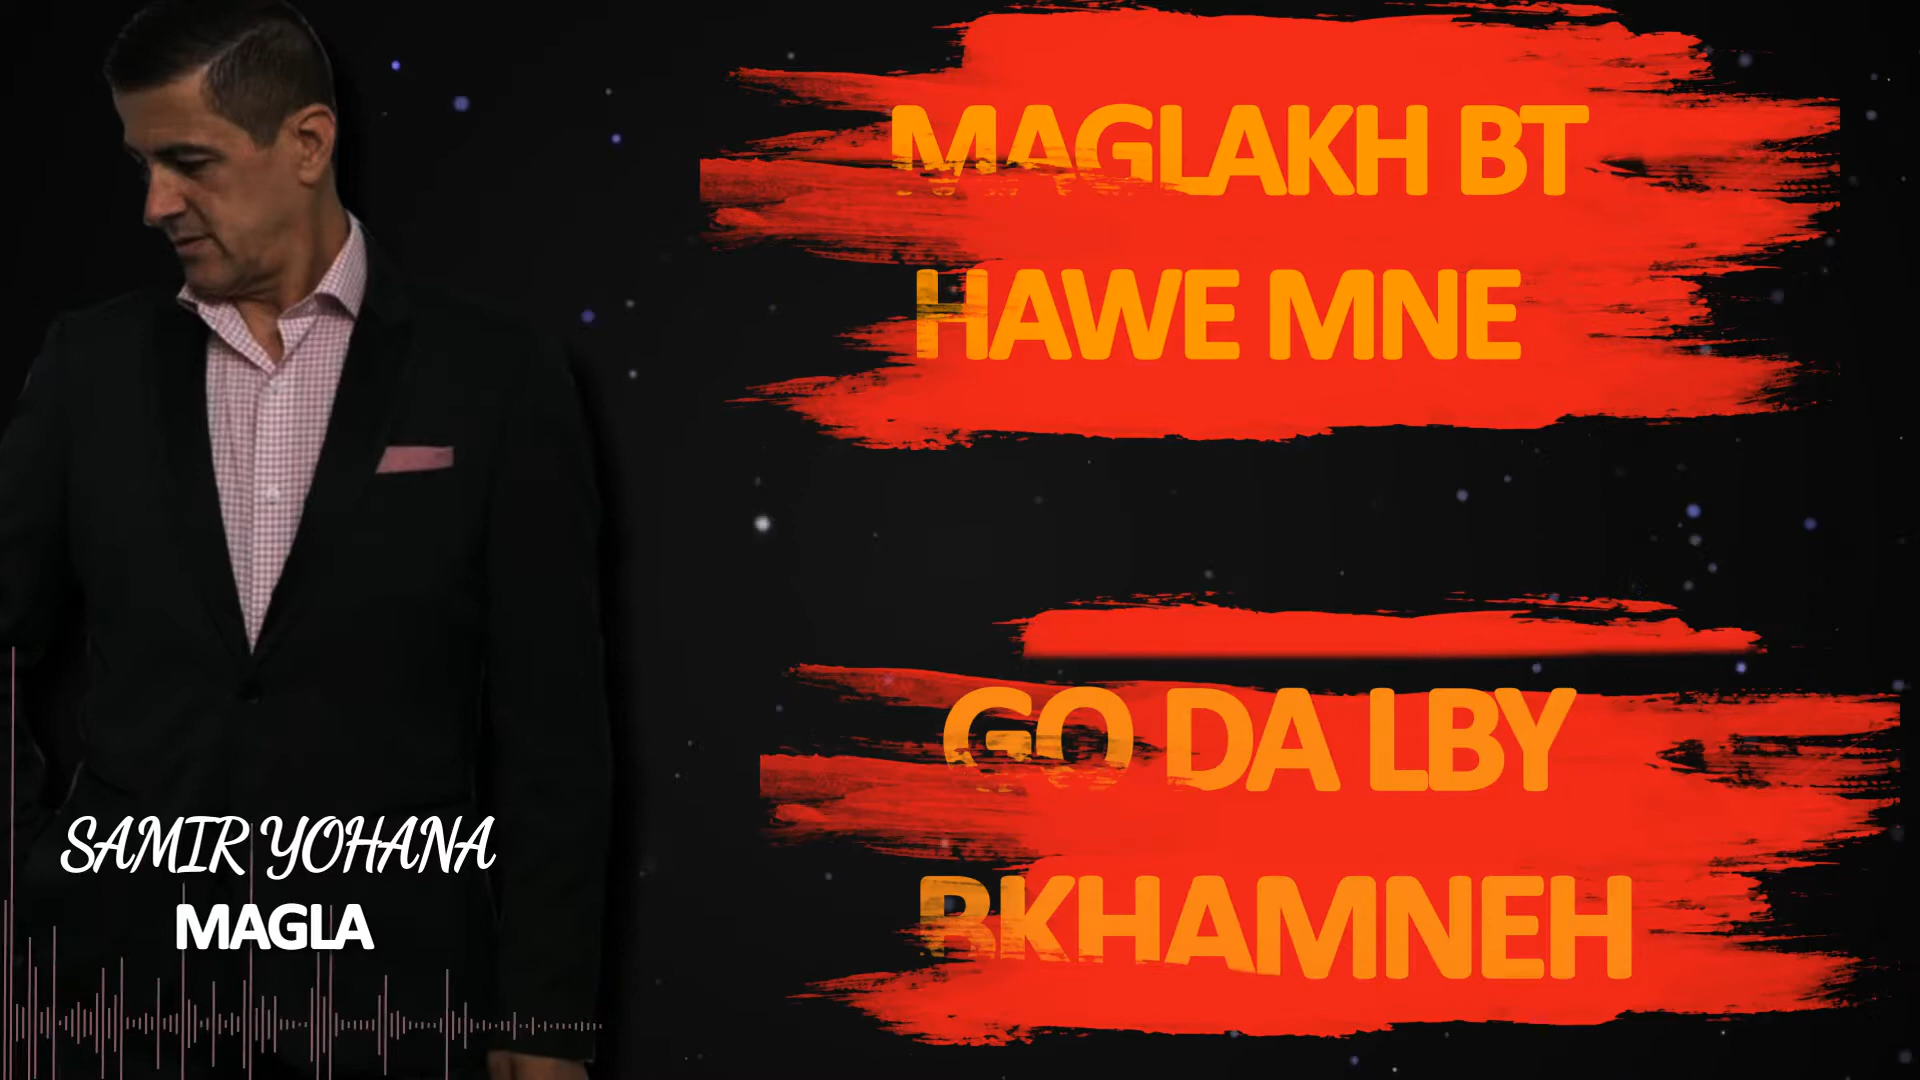 MAGLAKH BT
HAWE MNE
GO DA LBY
BKHAMNEH
SAMIR YOHANA
MAGLA